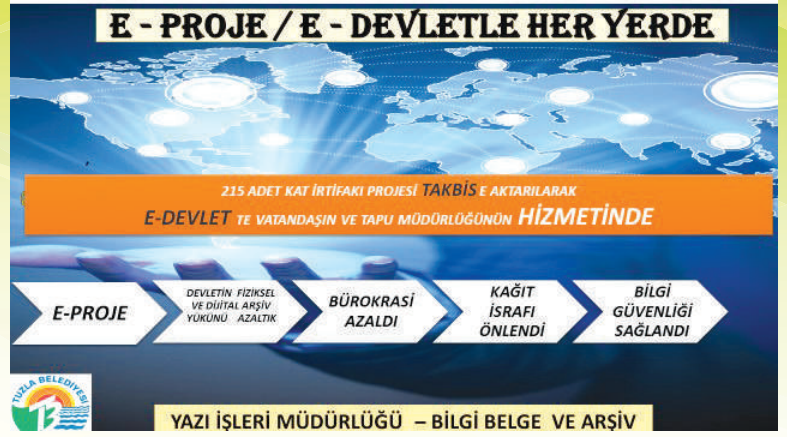 E - PROJE / E - DEVLETLE HER YERDE
215 ADET KAT İRTİFAKI PROJESİ TAKBİS E AKTARILARAK
E-DEVLET TE VATANDAŞIN VE TAPU MÜDÜRLÜĞÜNÜN HİZMETİNDE
E-PROJE
DEVLETİN FİZİKSEL
VE DİJİTAL ARŞİV
YÜKÜNÜ AZALTIK
BÜROKRASİ
AZALDI
KAĞIT
İSRAFI
ÖNLENDİ
BİLGİ
GÜVENLİĞİ
SAĞLANDI
TUZLA BELEDİYESİ
YAZI İŞLERİ MÜDÜRLÜĞÜ – BİLGİ BELGE VE ARŞİV